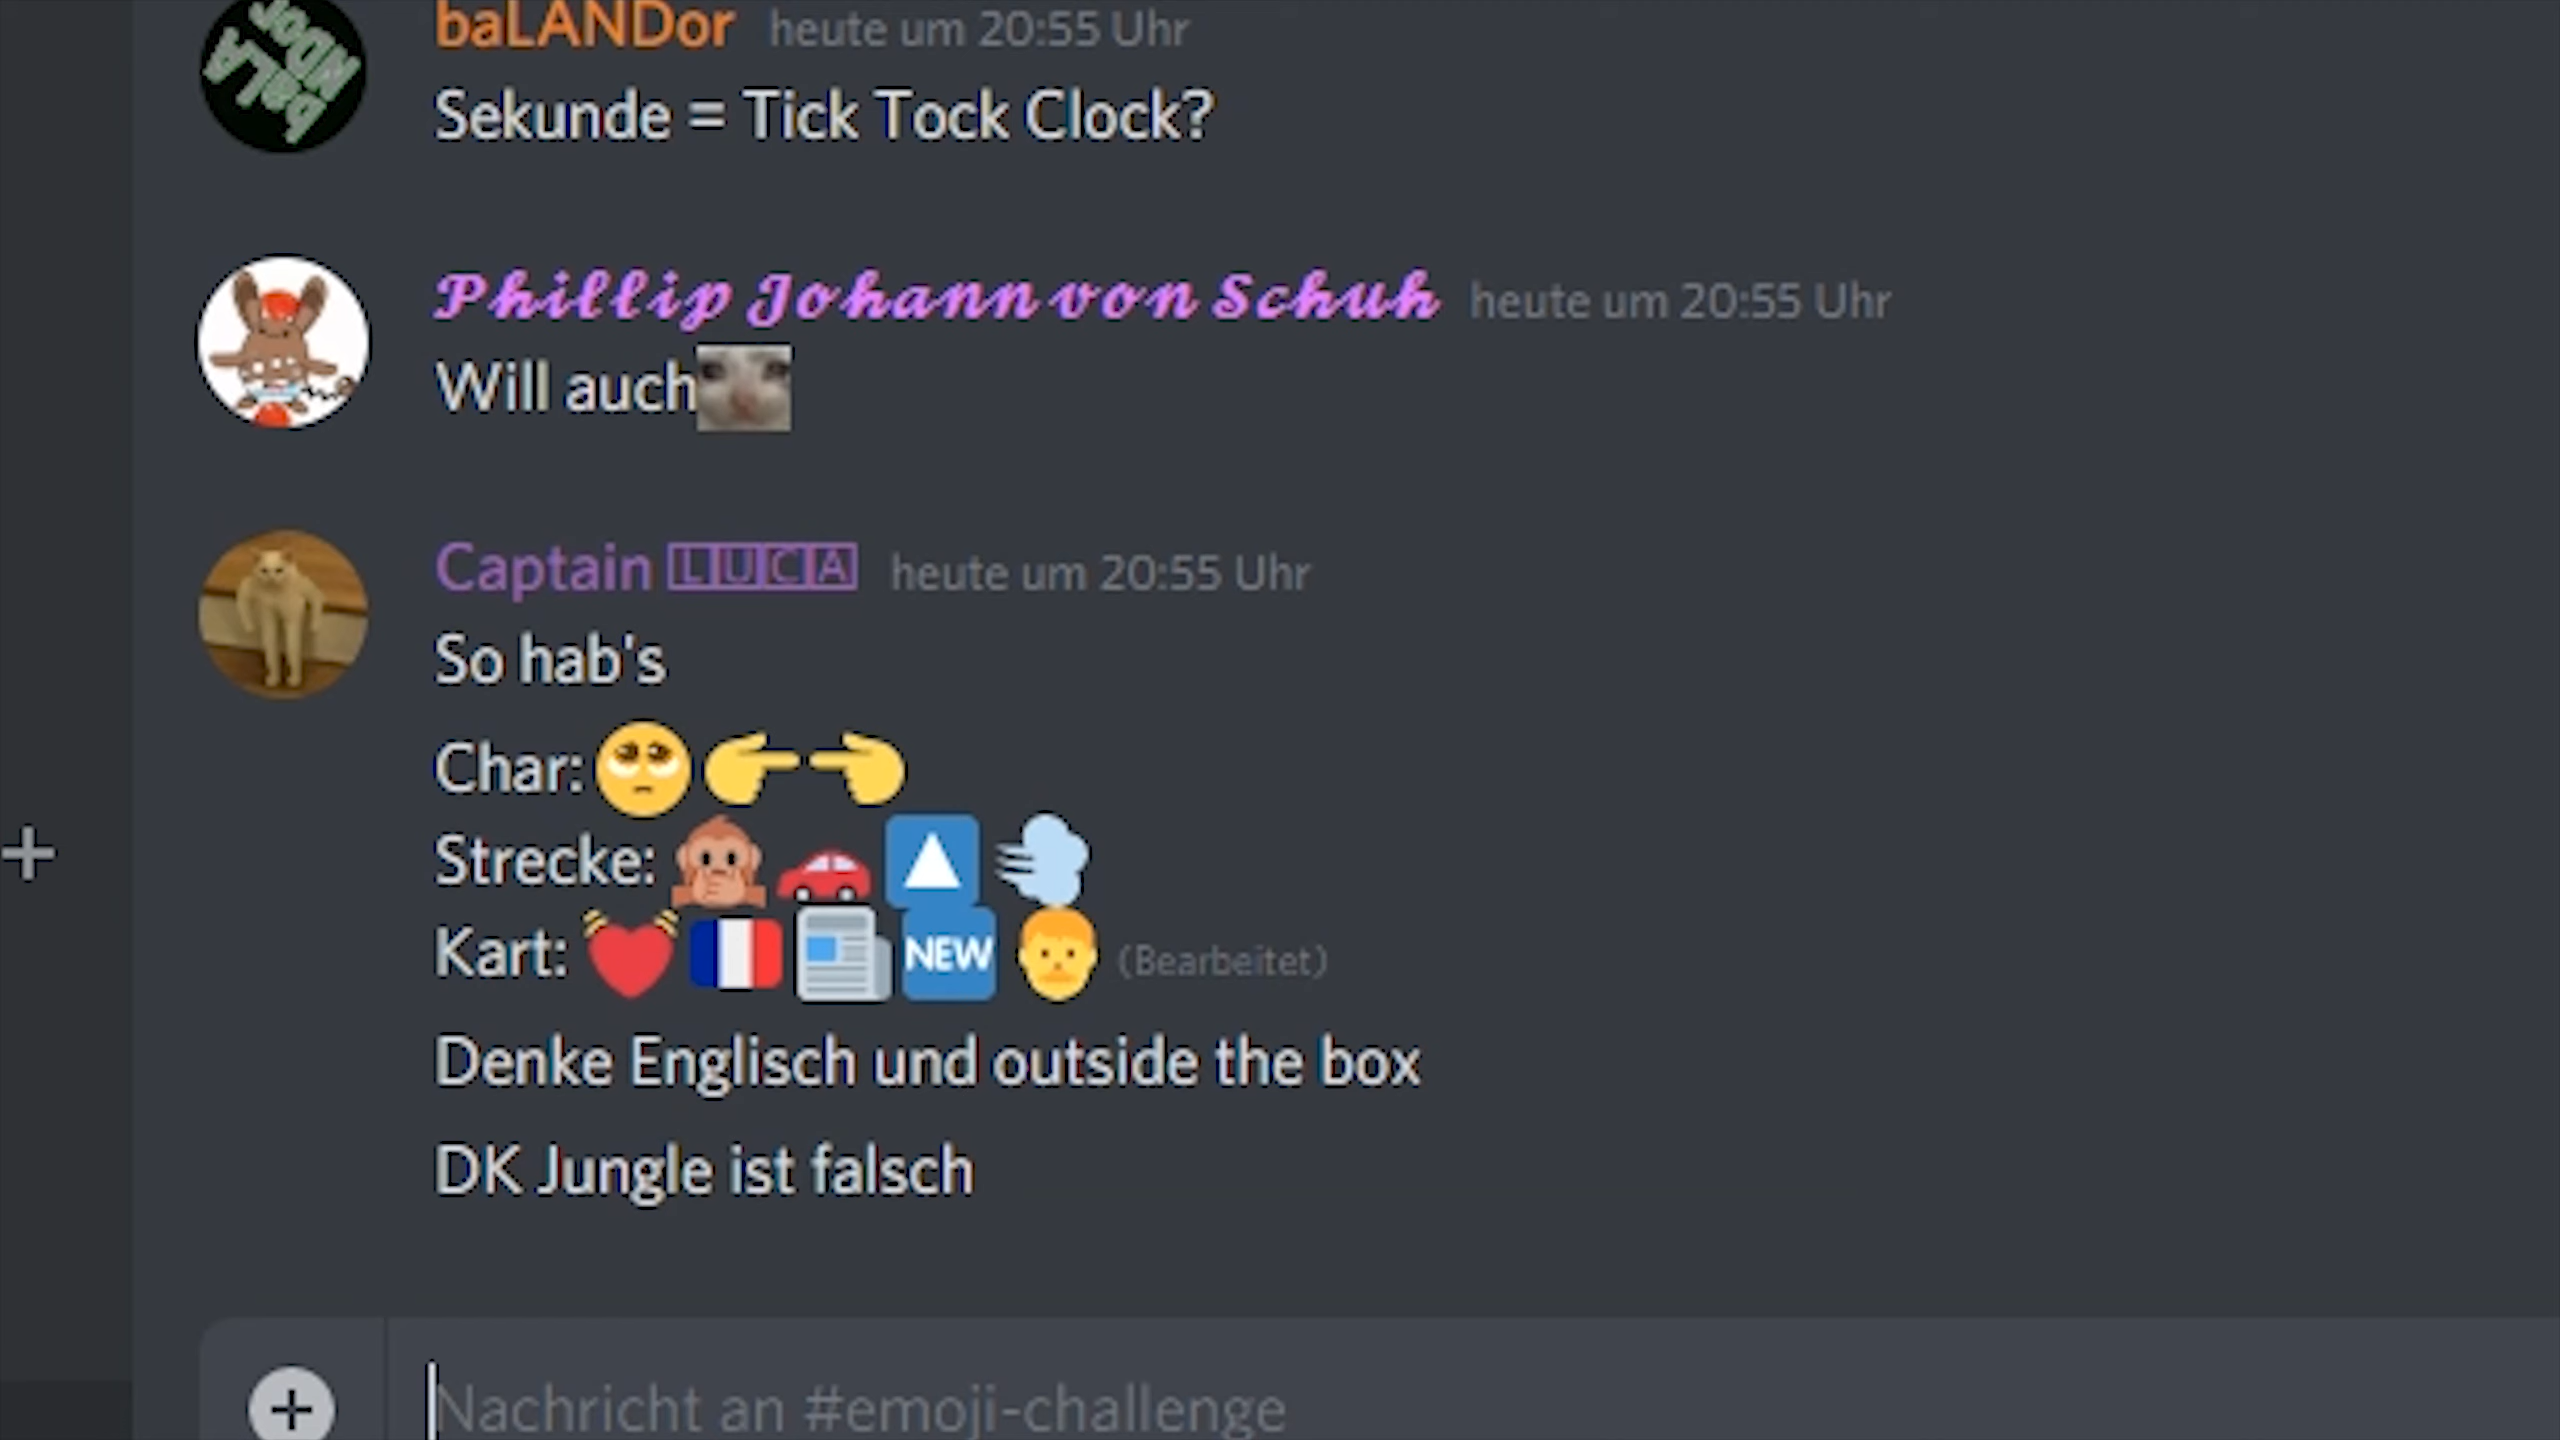 baLANDor heute um 20:55 Uhr
Sekunde = Tick Tock Clock?
𝓟𝓱𝓲𝓵𝓵𝓲𝓹 𝓙𝓸𝓱𝓪𝓷𝓷 𝓿𝓸𝓷 𝓢𝓬𝓱𝓾𝓱 heute um 20:55 Uhr
Will auch
Captain 🄻🅄🄲🄰 heute um 20:55 Uhr
So hab's
Char: 🥺👉👈
Strecke: 🙊🚗🔼💨
Kart: 💓🇫🇷📰🆕👨 (Bearbeitet)
Denke Englisch und outside the box
DK Jungle ist falsch
Nachricht an #emoji-challenge